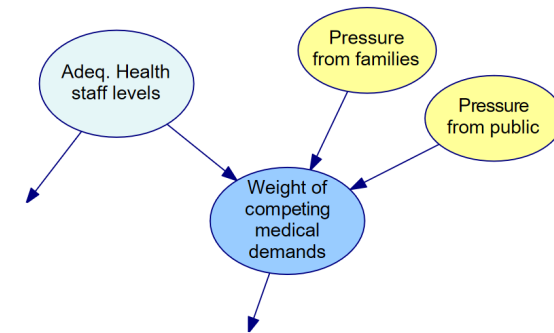 Adeq. Health
staff levels
Pressure
from families
Pressure
from public
Weight of
competing
medical
demands